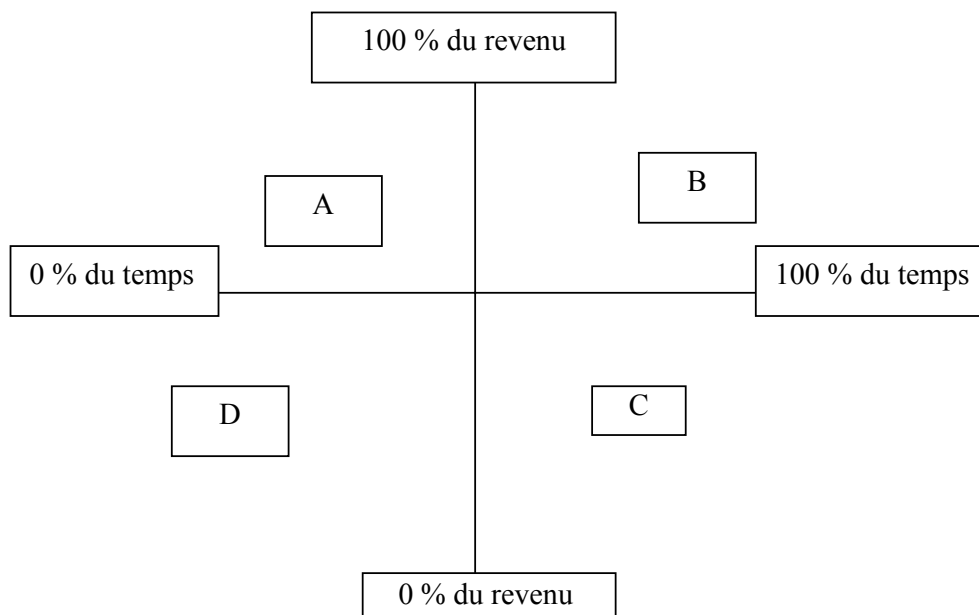 100 % du revenu
B
A
0 % du temps
100 % du temps
D
C
0 % du revenu